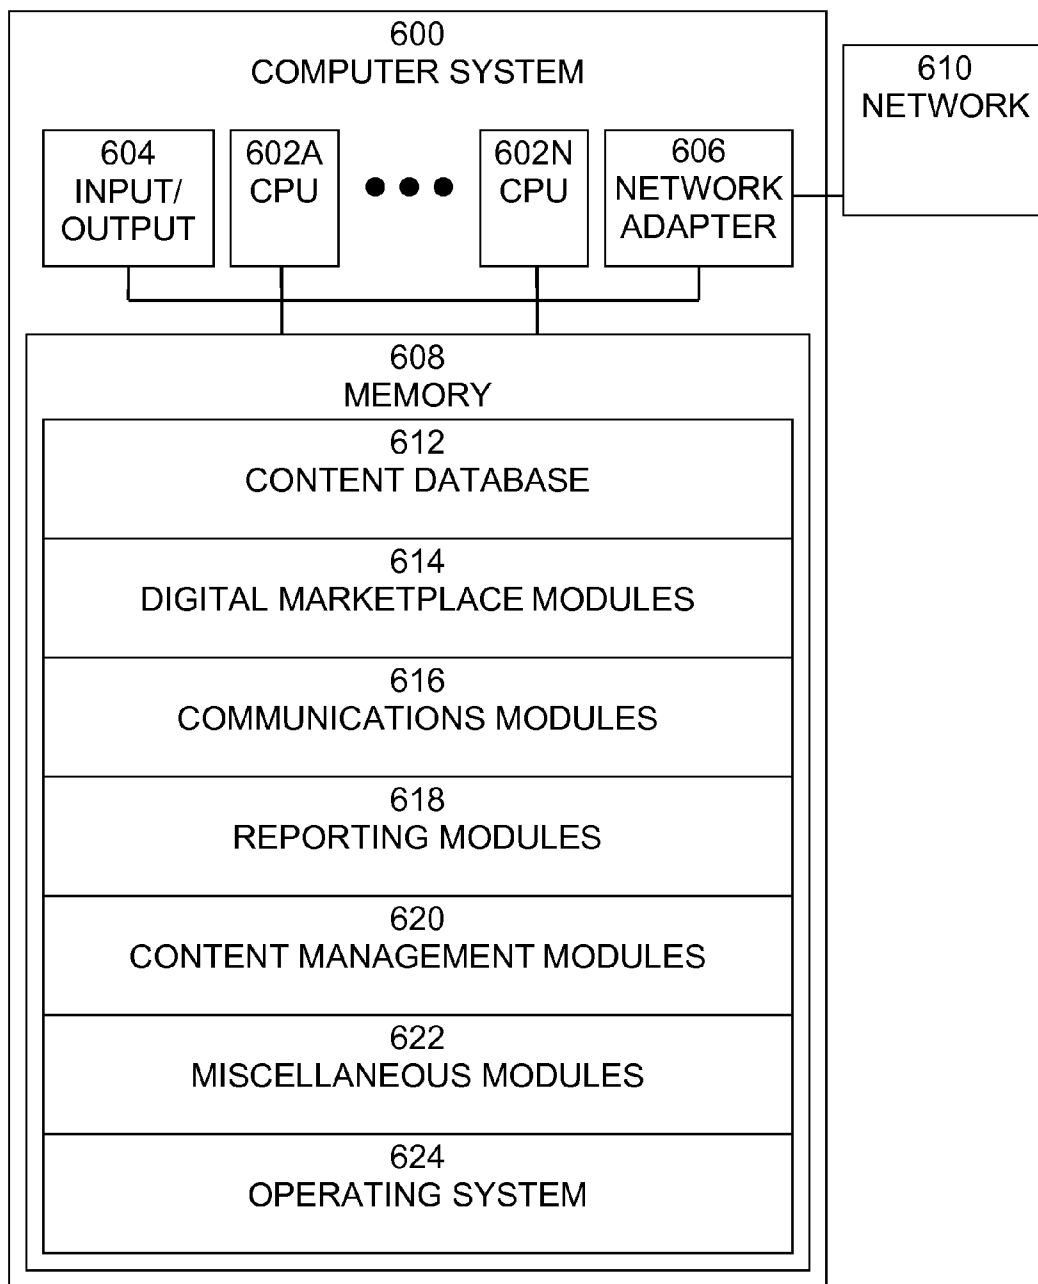 600
COMPUTER SYSTEM
610
NETWORK
604
INPUT/
OUTPUT
602A
CPU
602N
CPU
606
NETWORK
ADAPTER
608
MEMORY
612
CONTENT DATABASE
614
DIGITAL MARKETPLACE MODULES
616
COMMUNICATIONS MODULES
618
REPORTING MODULES
620
CONTENT MANAGEMENT MODULES
622
MISCELLANEOUS MODULES
624
OPERATING SYSTEM